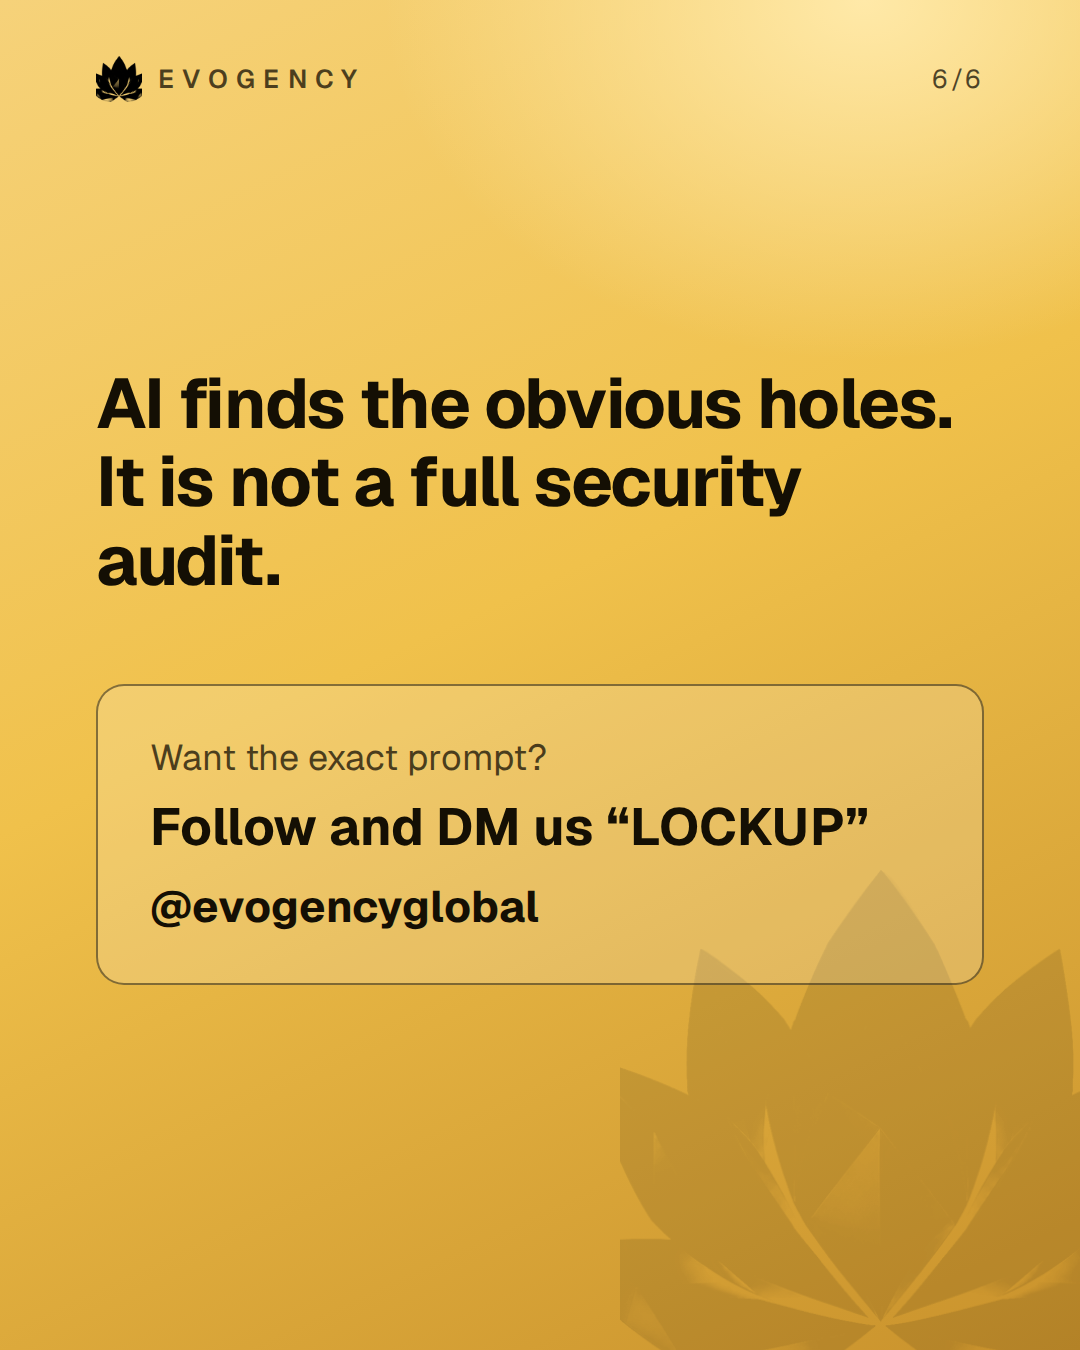 EVOGENCY
6/6
AI finds the obvious holes.
It is not a full security
audit.
Want the exact prompt?
Follow and DM us “LOCKUP”
@evogencyglobal